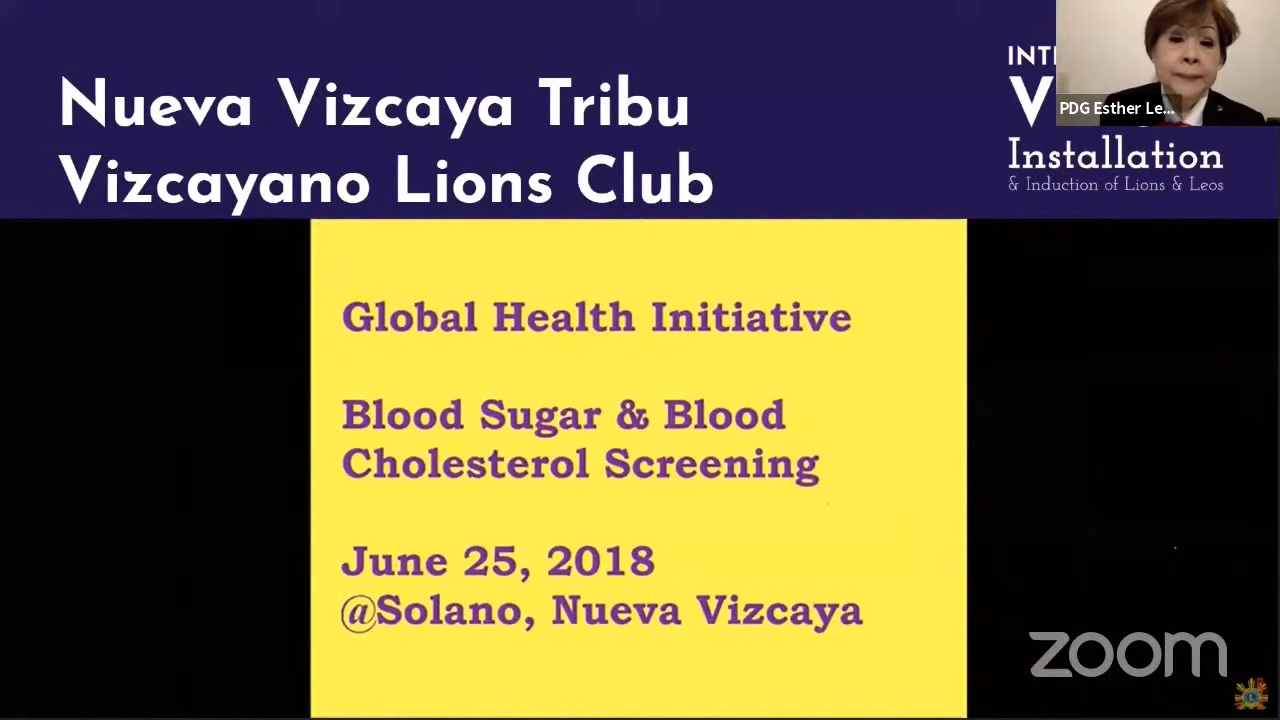 Nueva Vizcaya Tribu
Vizcayano Lions Club
PDG Esther Le...
Installation
& Induction of Lions & Leos
Global Health Initiative
Blood Sugar & Blood
Cholesterol Screening
June 25, 2018
@Solano, Nueva Vizcaya
zoom